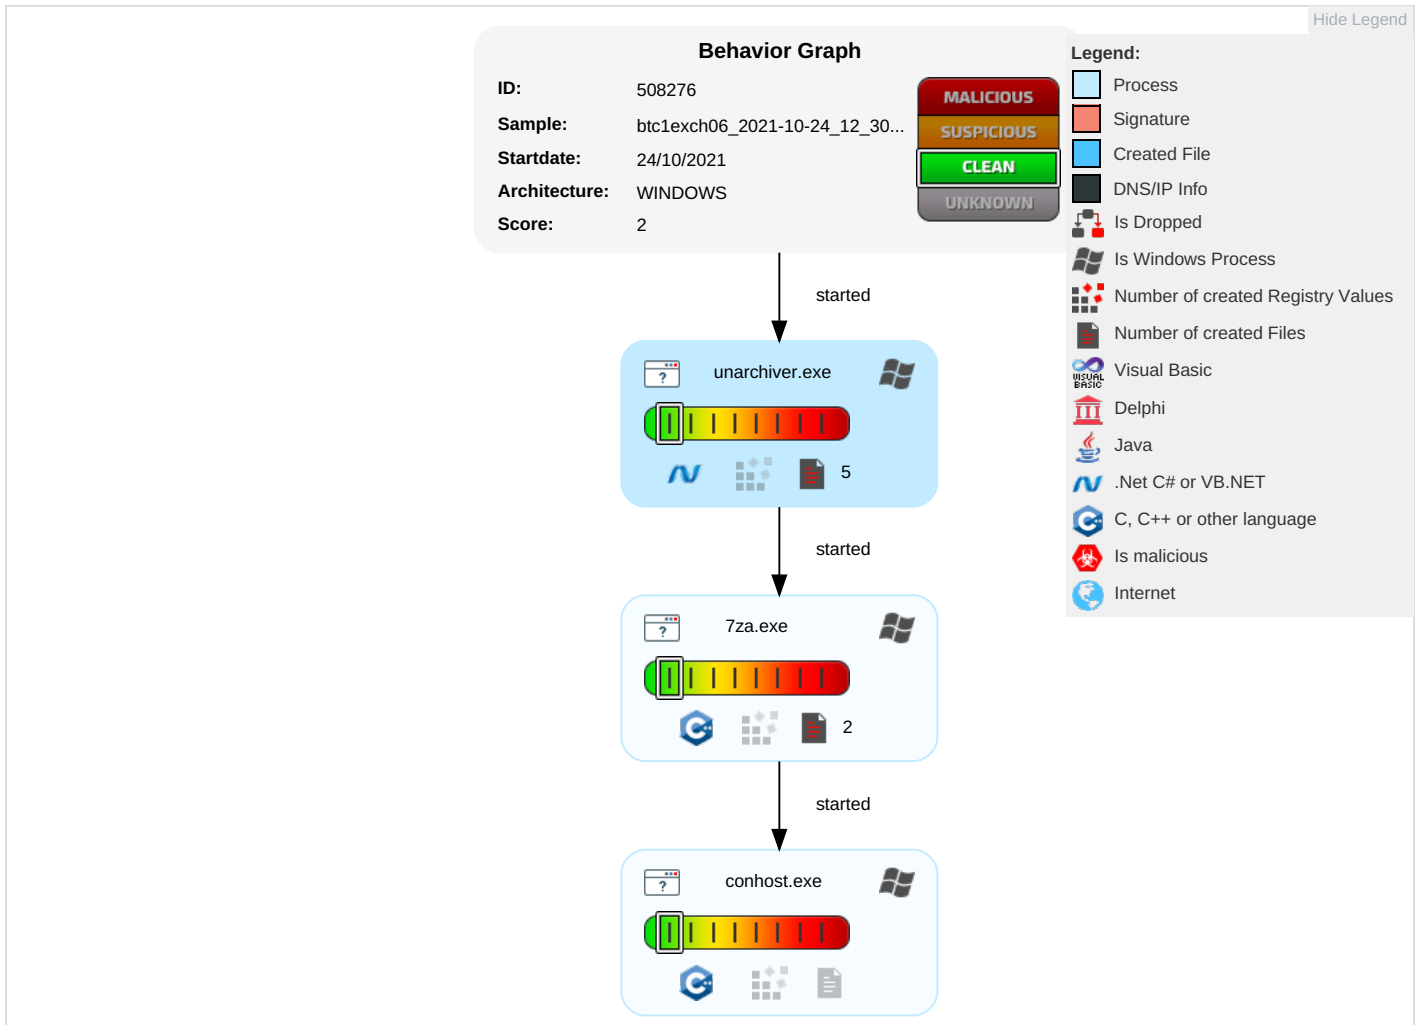 Hide Legend
Behavior Graph
ID: 508276
Sample: btc1exch06_2021-10-24_12_30...
Startdate: 24/10/2021
Architecture: WINDOWS
Score: 2
MALICIOUS
SUSPICIOUS
CLEAN
UNKNOWN
Legend:
Process
Signature
Created File
DNS/IP Info
Is Dropped
Is Windows Process
Number of created Registry Values
Number of created Files
VISUAL
BASIC
Visual Basic
Delphi
Java
.Net C# or VB.NET
C, C++ or other language
Is malicious
Internet
started
?
unarchiver.exe
5
started
?
7za.exe
2
started
?
conhost.exe